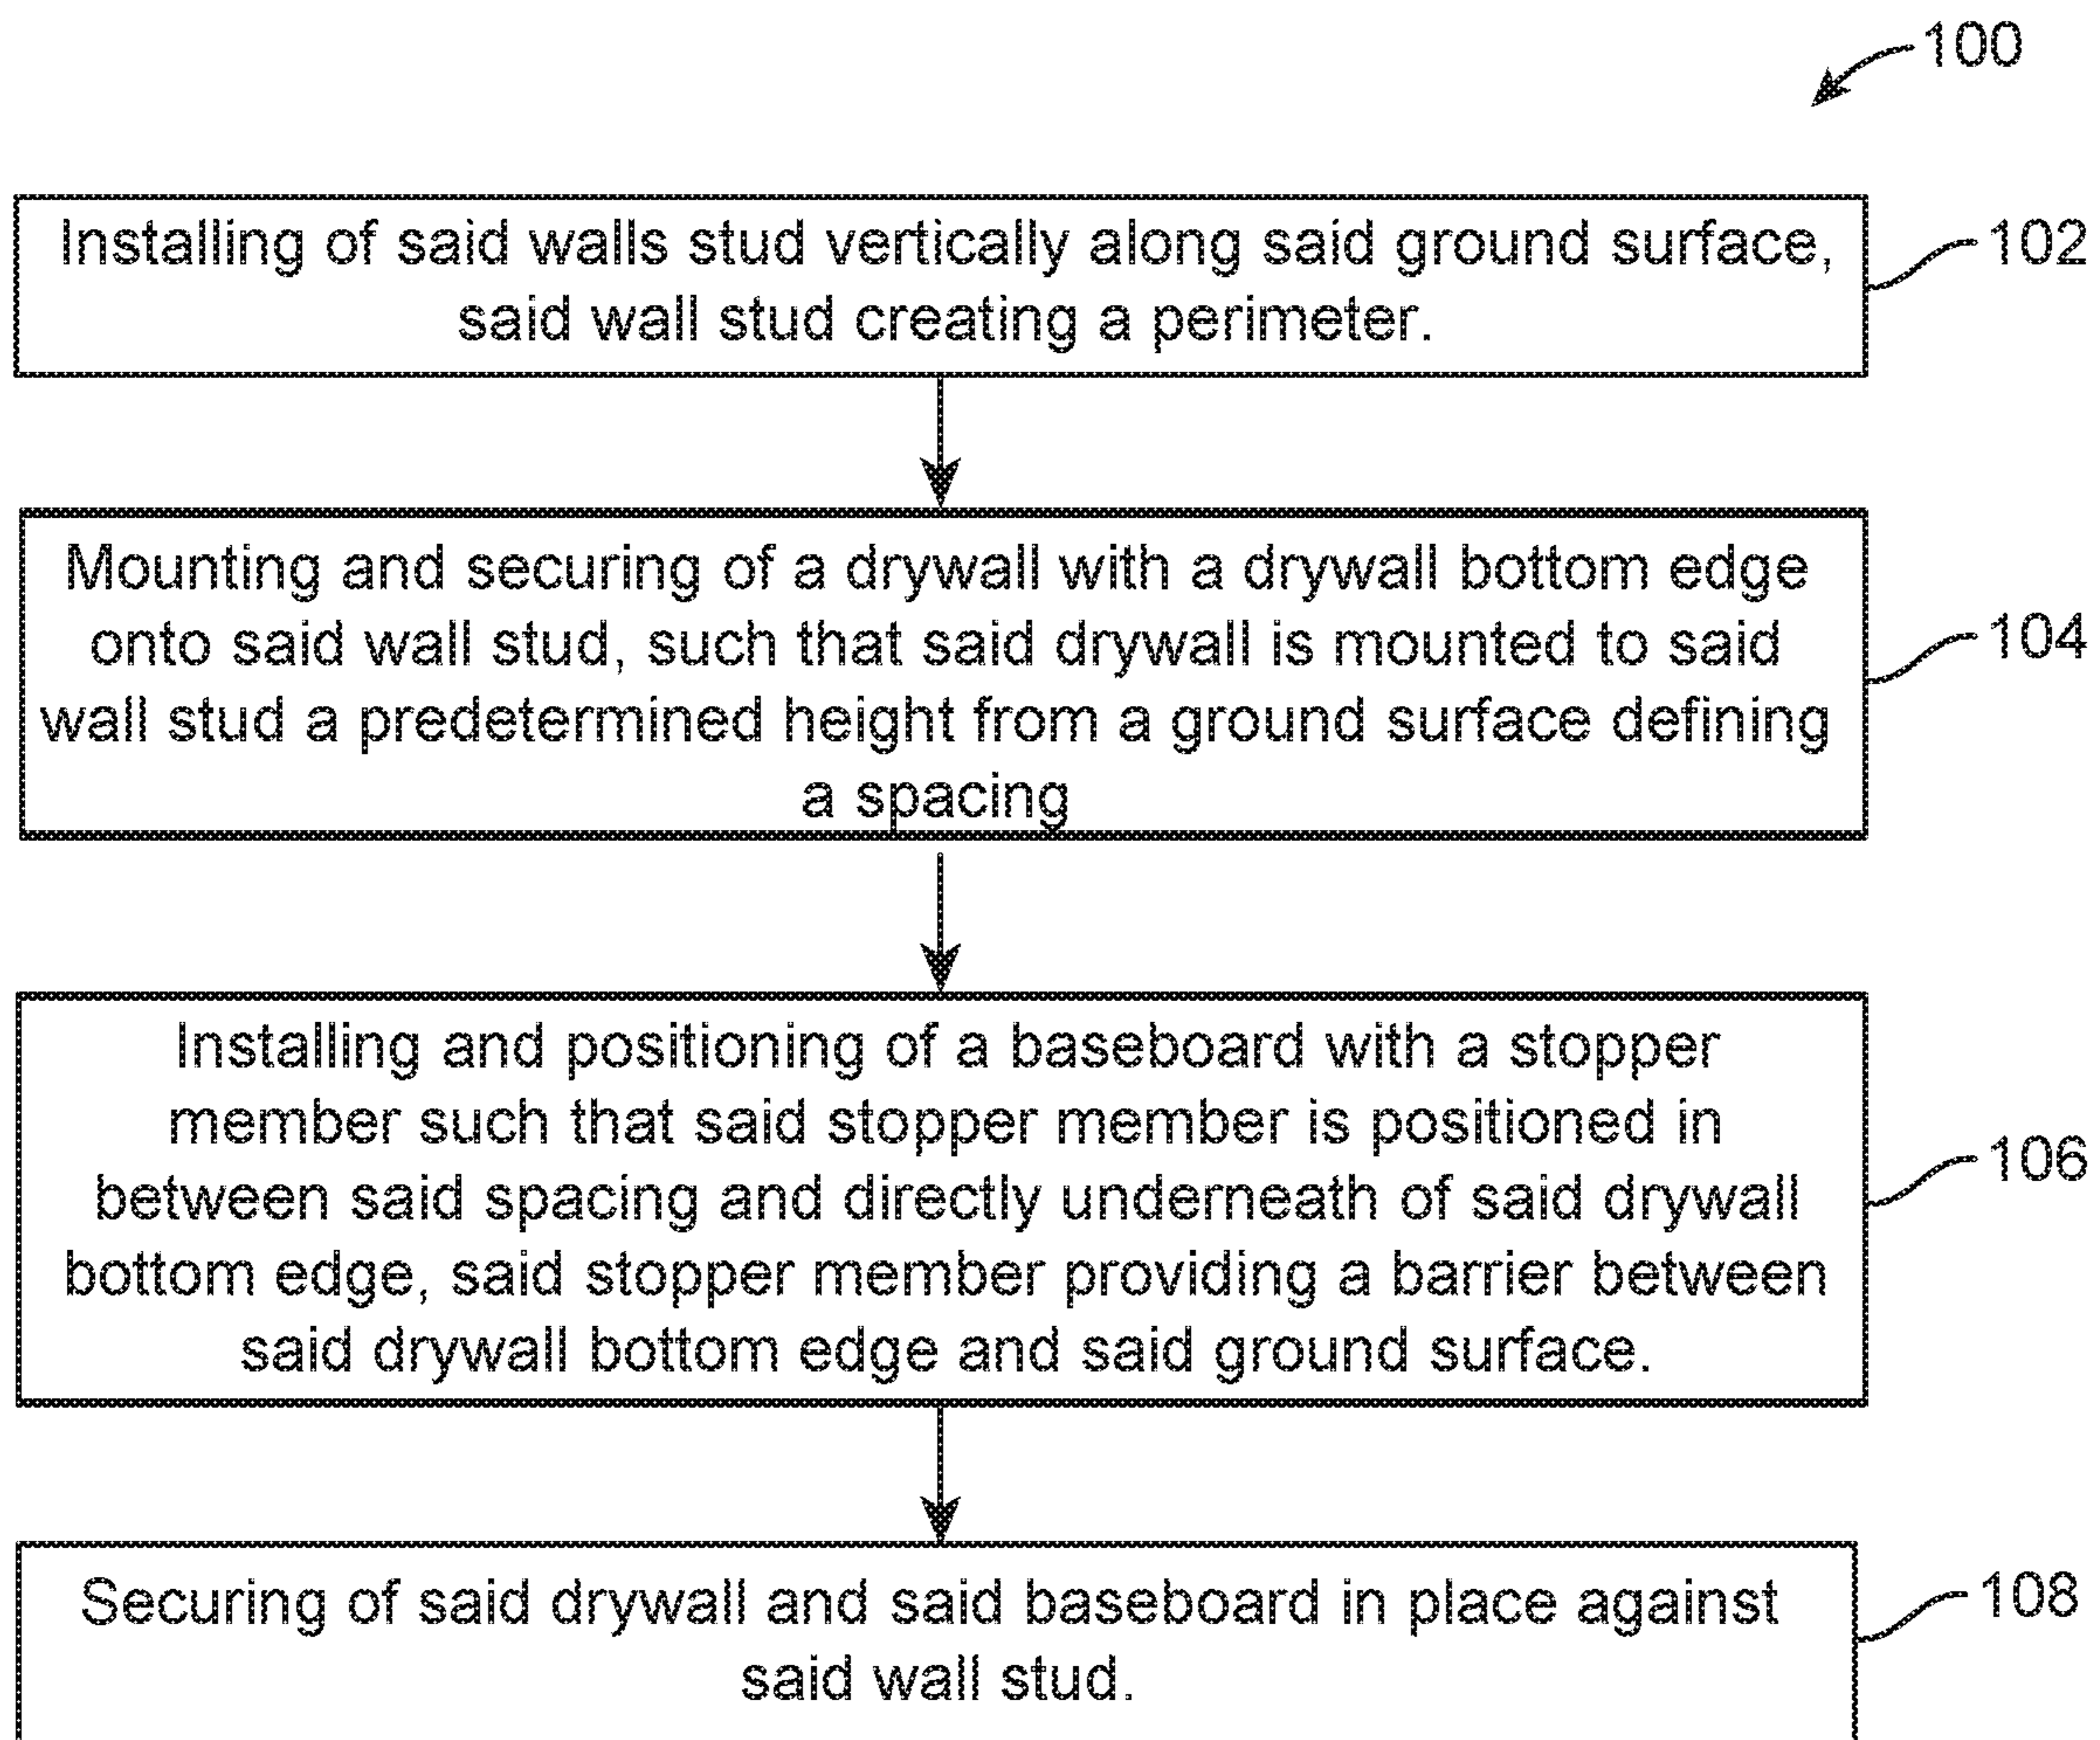 100
Installing of said walls stud vertically along said ground surface,
said wall stud creating a perimeter.
102
Mounting and securing of a drywall with a drywall bottom edge
onto said wall stud, such that said drywall is mounted to said
wall stud a predetermined height from a ground surface defining
a spacing
104
Installing and positioning of a baseboard with a stopper
member such that said stopper member is positioned in
between said spacing and directly underneath of said drywall
bottom edge, said stopper member providing a barrier between
said drywall bottom edge and said ground surface.
106
Securing of said drywall and said baseboard in place against
said wall stud.
108